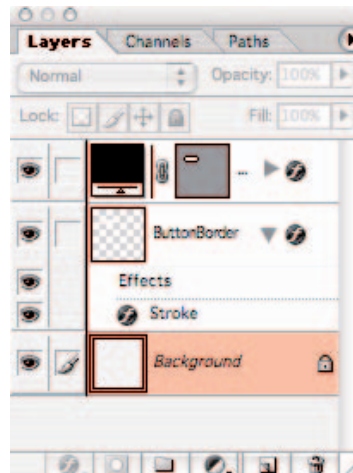 Layers Channels Paths
Normal Opacity: 100%
Lock: Fill: 100%
...
ButtonBorder
Effects
Stroke
Background